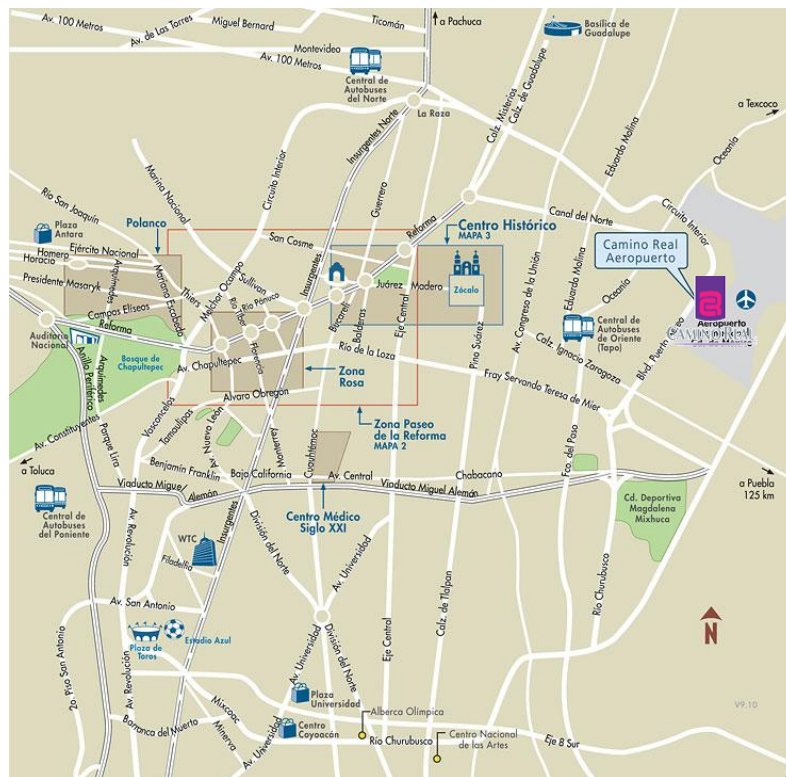 Av. 100 Metros
Av. de Las Torres
Miguel Bernard
Ticomán
a Pachuca
Basílica de
Guadalupe
Montevideo
Av. 100 Metros
Central de
Autobuses
del Norte
La Raza
Calz. Misterios
Calz. de Guadalupe
Eduardo Molina
a Texcoco
Oceanía
Insurgentes Norte
Circuito Interior
Marina Nacional
Guerrero
Río San Joaquín
Plaza
Antara
Polanco
San Cosme
Reforma
Centro Histórico
MAPA 3
Canal del Norte
Circuito Interior
Camino Real
Aeropuerto
Ejército Nacional
Homero
Horacio
Presidente Masaryk
Arquímedes
Mariano Escobedo
Thiers
Melchor Ocampo
Sullivan
Río Pánuco
Río Tiber
Insurgentes
Campos Elíseos
Reforma
Bucareli
Balderas
Juárez
Eje Central
Madero
Zócalo
Pino Suárez
Av. Congreso de la Unión
Eduardo Molina
Oceanía
Central de
Autobuses
de Oriente
(Tapo)
Calz. Ignacio Zaragoza
Blvd. Puerto Aéreo
Aeropuerto
CAMINO REAL
Auditorio
Nacional
Anillo Periférico
Arquímedes
Bosque de
Chapultepec
Av. Chapultepec
Florencia
Río de la Loza
Zona
Rosa
Fray Servando Teresa de Mier
Alvaro Obregón
Zona Paseo
de la Reforma
MAPA 2
Av. Constituyentes
Vasconcelos
Tamaulipas
Av. Nuevo León
Monterrey
Cuauhtémoc
Parque Lira
Benjamín Franklin
Baja California
Av. Central
Chabacano
Fco. del Paso
a Toluca
a Puebla
125 km
Viaducto Miguel
Alemán
Viaducto Miguel Alemán
Central de
Autobuses
del Poniente
Centro Médico
Siglo XXI
Cd. Deportiva
Magdalena
Mixhuca
Av. Revolución
WTC
Filadelfia
Insurgentes
División del Norte
Av. Universidad
Calz. de Tlalpan
Río Churubusco
Av. San Antonio
2o. Piso San Antonio
Plaza de
Toros
Estadio Azul
N
Av. Revolución
Mixcoac
Minerva
Barranca del Muerto
Av. Universidad
División del Norte
Eje Central
Plaza
Universidad
Centro
Coyoacán
Av. Universidad
Alberca Olímpica
Río Churubusco
Centro Nacional
de las Artes
Eje 8 Sur
V9.10